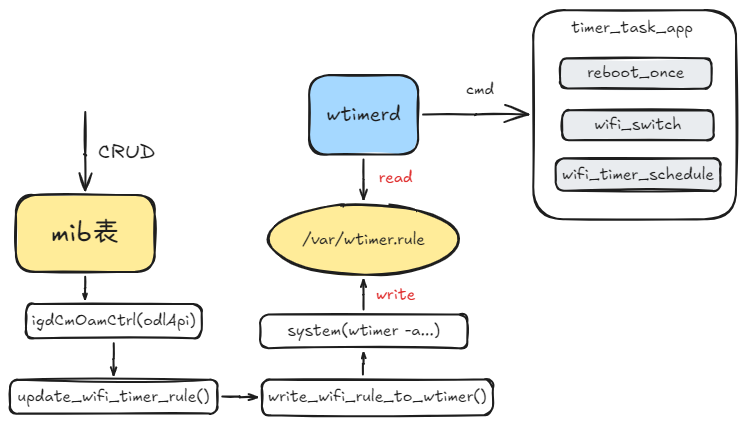 timer_task_app
reboot_once
wifi_switch
wifi_timer_schedule
cmd
wtimerd
read
/var/wtimer.rule
write
system(wtimer -a...)
write_wifi_rule_to_wtimer()
CRUD
mib表
igdCmOamCtrl(odlApi)
update_wifi_timer_rule()